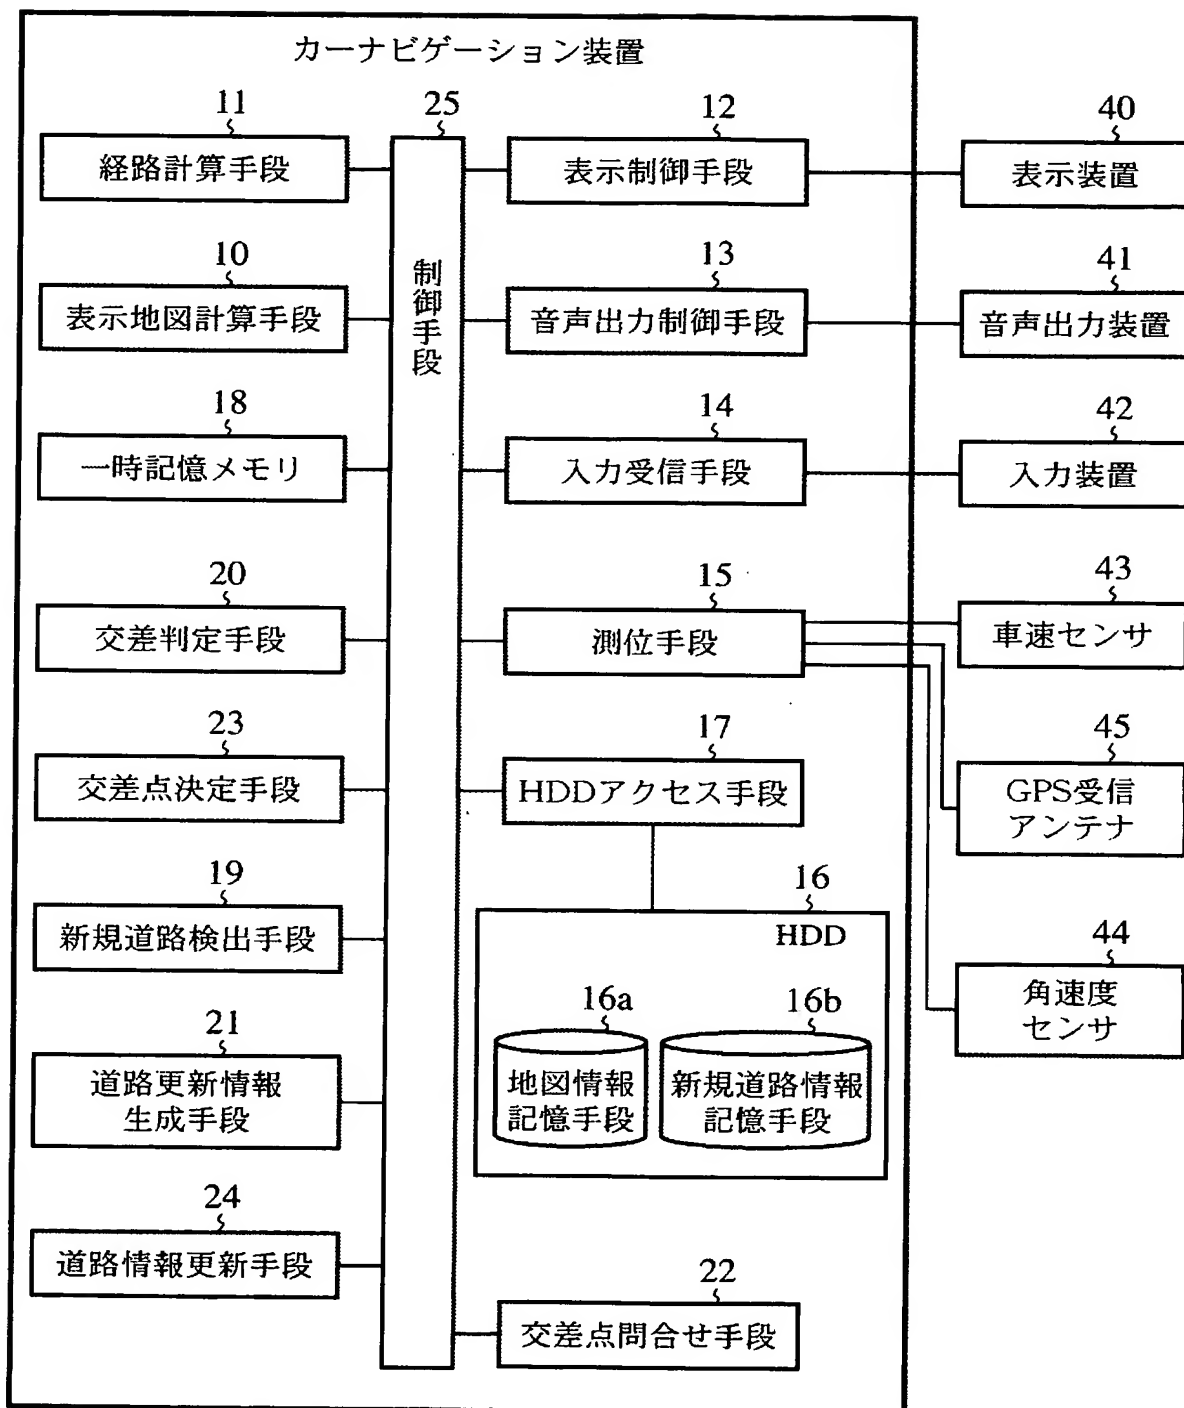 カーナビゲーション装置
11
経路計算手段
10
表示地図計算手段
18
一時記憶メモリ
20
交差判定手段
23
交差点決定手段
19
新規道路検出手段
21
道路更新情報
生成手段
24
道路情報更新手段
25
制御手段
12
表示制御手段
13
音声出力制御手段
14
入力受信手段
15
測位手段
17
HDDアクセス手段
16
HDD
16a
地図情報
記憶手段
16b
新規道路情報
記憶手段
22
交差点問合せ手段
40
表示装置
41
音声出力装置
42
入力装置
43
車速センサ
45
GPS受信
アンテナ
44
角速度
センサ